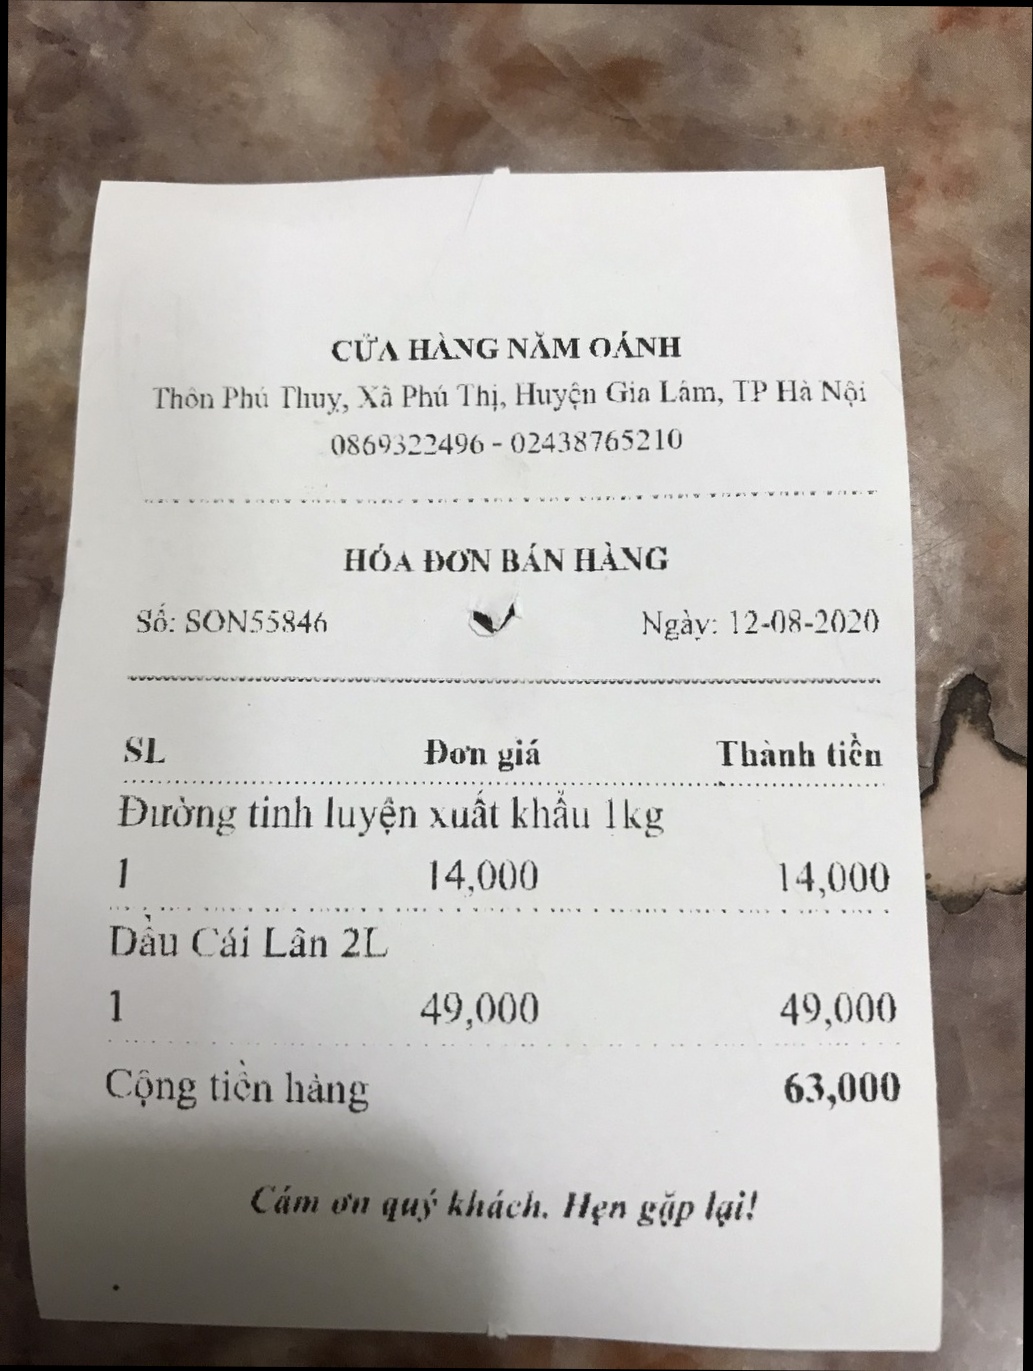 CỬA HÀNG NĂM OÁNH
Thôn Phú Thuy, Xã Phú Thị, Huyện Gia Lâm, TP Hà Nội
0869322496 - 02438765210
HÓA ĐƠN BÁN HÀNG
Số: SON55846 Ngày: 12-08-2020
SL Đơn giá Thành tiền
Đường tinh luyện xuất khẩu 1kg
1 14,000 14,000
Dầu Cái Lân 2L
1 49,000 49,000
Cộng tiền hàng 63,000
Cám ơn quý khách. Hẹn gặp lại!